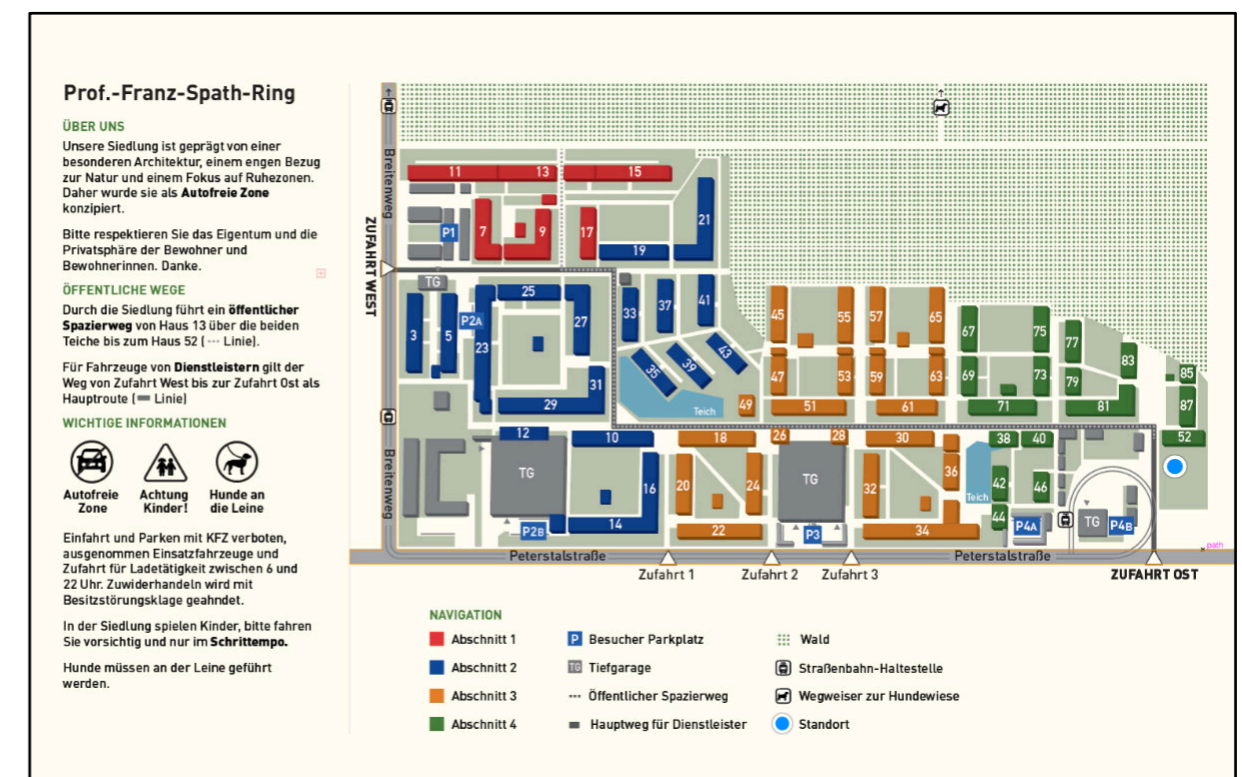 Prof.-Franz-Spath-Ring
ÜBER UNS
Unsere Siedlung ist geprägt von einer
besonderen Architektur, einem engen Bezug
zur Natur und einem Fokus auf Ruhezonen.
Daher wurde sie als Autofreie Zone
konzipiert.
Bitte respektieren Sie das Eigentum und die
Privatsphäre der Bewohner und
Bewohnerinnen. Danke.
ÖFFENTLICHE WEGE
Durch die Siedlung führt ein öffentlicher
Spazierweg von Haus 13 über die beiden
Teiche bis zum Haus 52 (··· Linie).
Für Fahrzeuge von Dienstleistern gilt der
Weg von Zufahrt West bis zur Zufahrt Ost als
Hauptroute (▬ Linie)
WICHTIGE INFORMATIONEN
Autofreie
Zone
Achtung
Kinder!
Hunde an
die Leine
Einfahrt und Parken mit KFZ verboten,
ausgenommen Einsatzfahrzeuge und
Zufahrt für Ladetätigkeit zwischen 6 und
22 Uhr. Zuwiderhandeln wird mit
Besitzstörungsklage geahndet.
In der Siedlung spielen Kinder, bitte fahren
Sie vorsichtig und nur im Schrittempo.
Hunde müssen an der Leine geführt
werden.
Breitenweg
ZUFAHRT WEST
11 13 15
P1 7 9 17 19 21
TG
3 5 P2A 23 25 27 29 31
33 37 41
35 39 43
Teich
45 55 57 65 67 75 77 83 85
47 53 59 63 69 73 79 87
49 51 61 71 81 52
Breitenweg
12 10 18 26 28 30 38 40
TG 16 20 24 TG 32 36 42 46
Teich
P2B 14 22 P3 34 44 P4A TG P4B
Peterstalstraße
Peterstalstraße
path
Zufahrt 1
Zufahrt 2
Zufahrt 3
ZUFAHRT OST
NAVIGATION
Abschnitt 1
Abschnitt 2
Abschnitt 3
Abschnitt 4
P Besucher Parkplatz
TG Tiefgarage
Öffentlicher Spazierweg
Hauptweg für Dienstleister
Wald
Straßenbahn-Haltestelle
Wegweiser zur Hundewiese
Standort